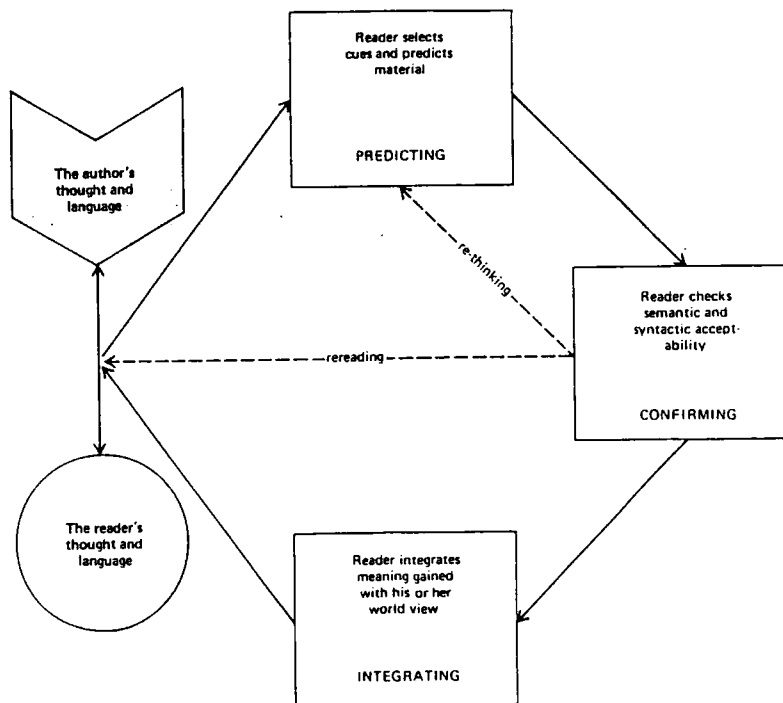 Reader selects
cues and predicts
material
PREDICTING
The author's
thought and
language
re-thinking
Reader checks
semantic and
syntactic accept-
ability
CONFIRMING
rereading
The reader's
thought and
language
Reader integrates
meaning gained
with his or her
world view
INTEGRATING